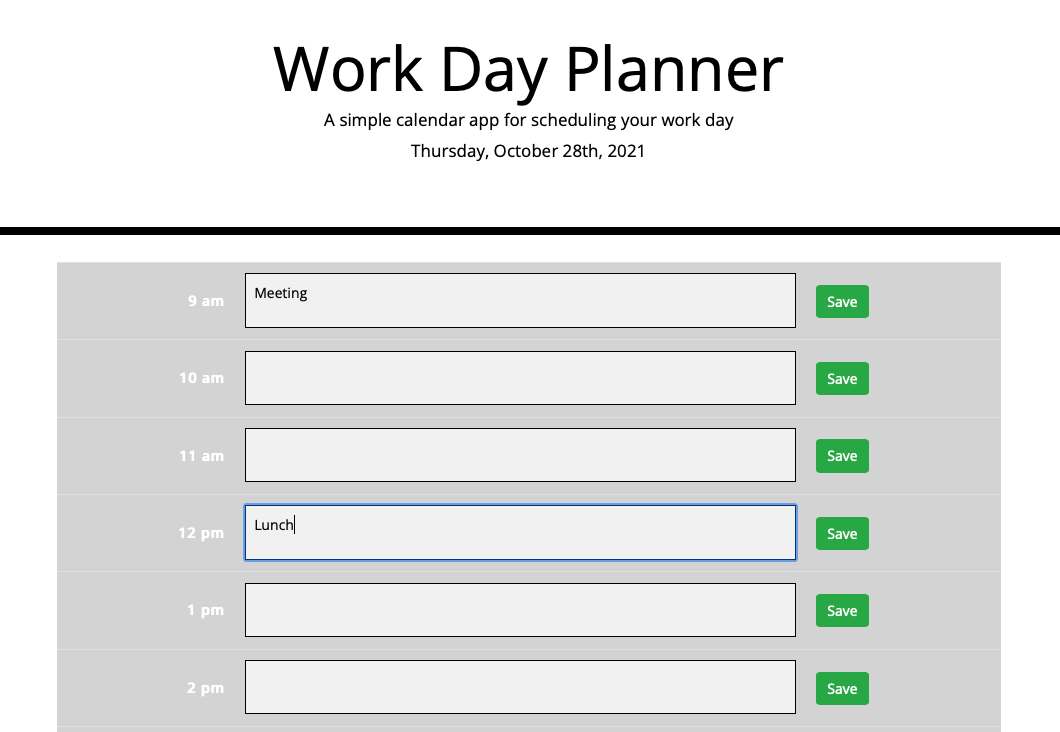 Work Day Planner
A simple calendar app for scheduling your work day
Thursday, October 28th, 2021
9 am Meeting Save
10 am Save
11 am Save
12 pm Lunch Save
1 pm Save
2 pm Save